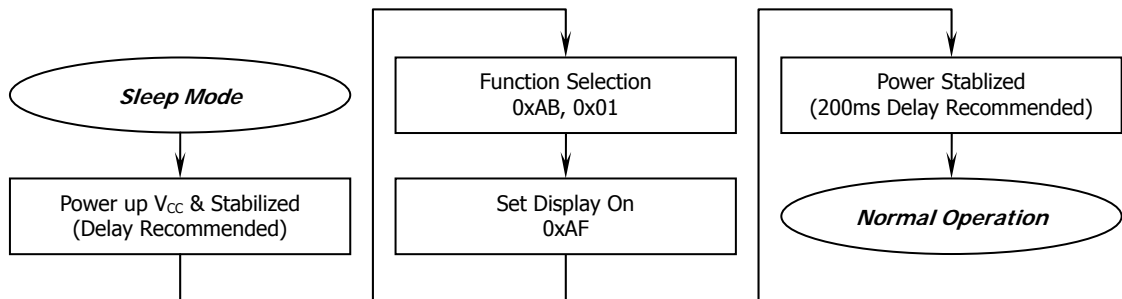 Sleep Mode
Power up VCC & Stabilized
(Delay Recommended)
Function Selection
0xAB, 0x01
Set Display On
0xAF
Power Stablized
(200ms Delay Recommended)
Normal Operation